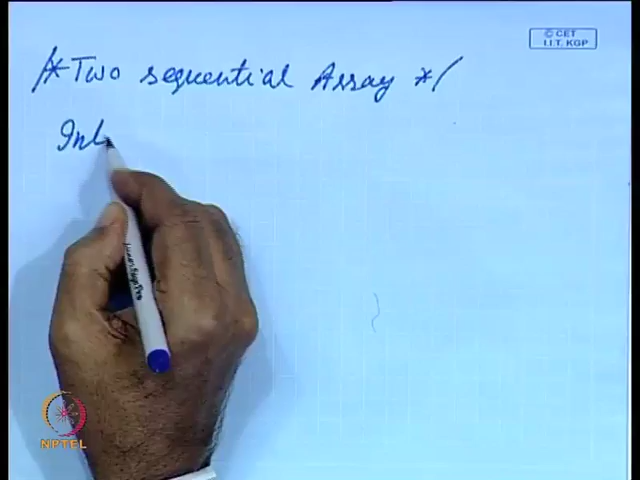 © CET
I.I.T. KGP
/* Two sequential Array */
Int
NPTEL